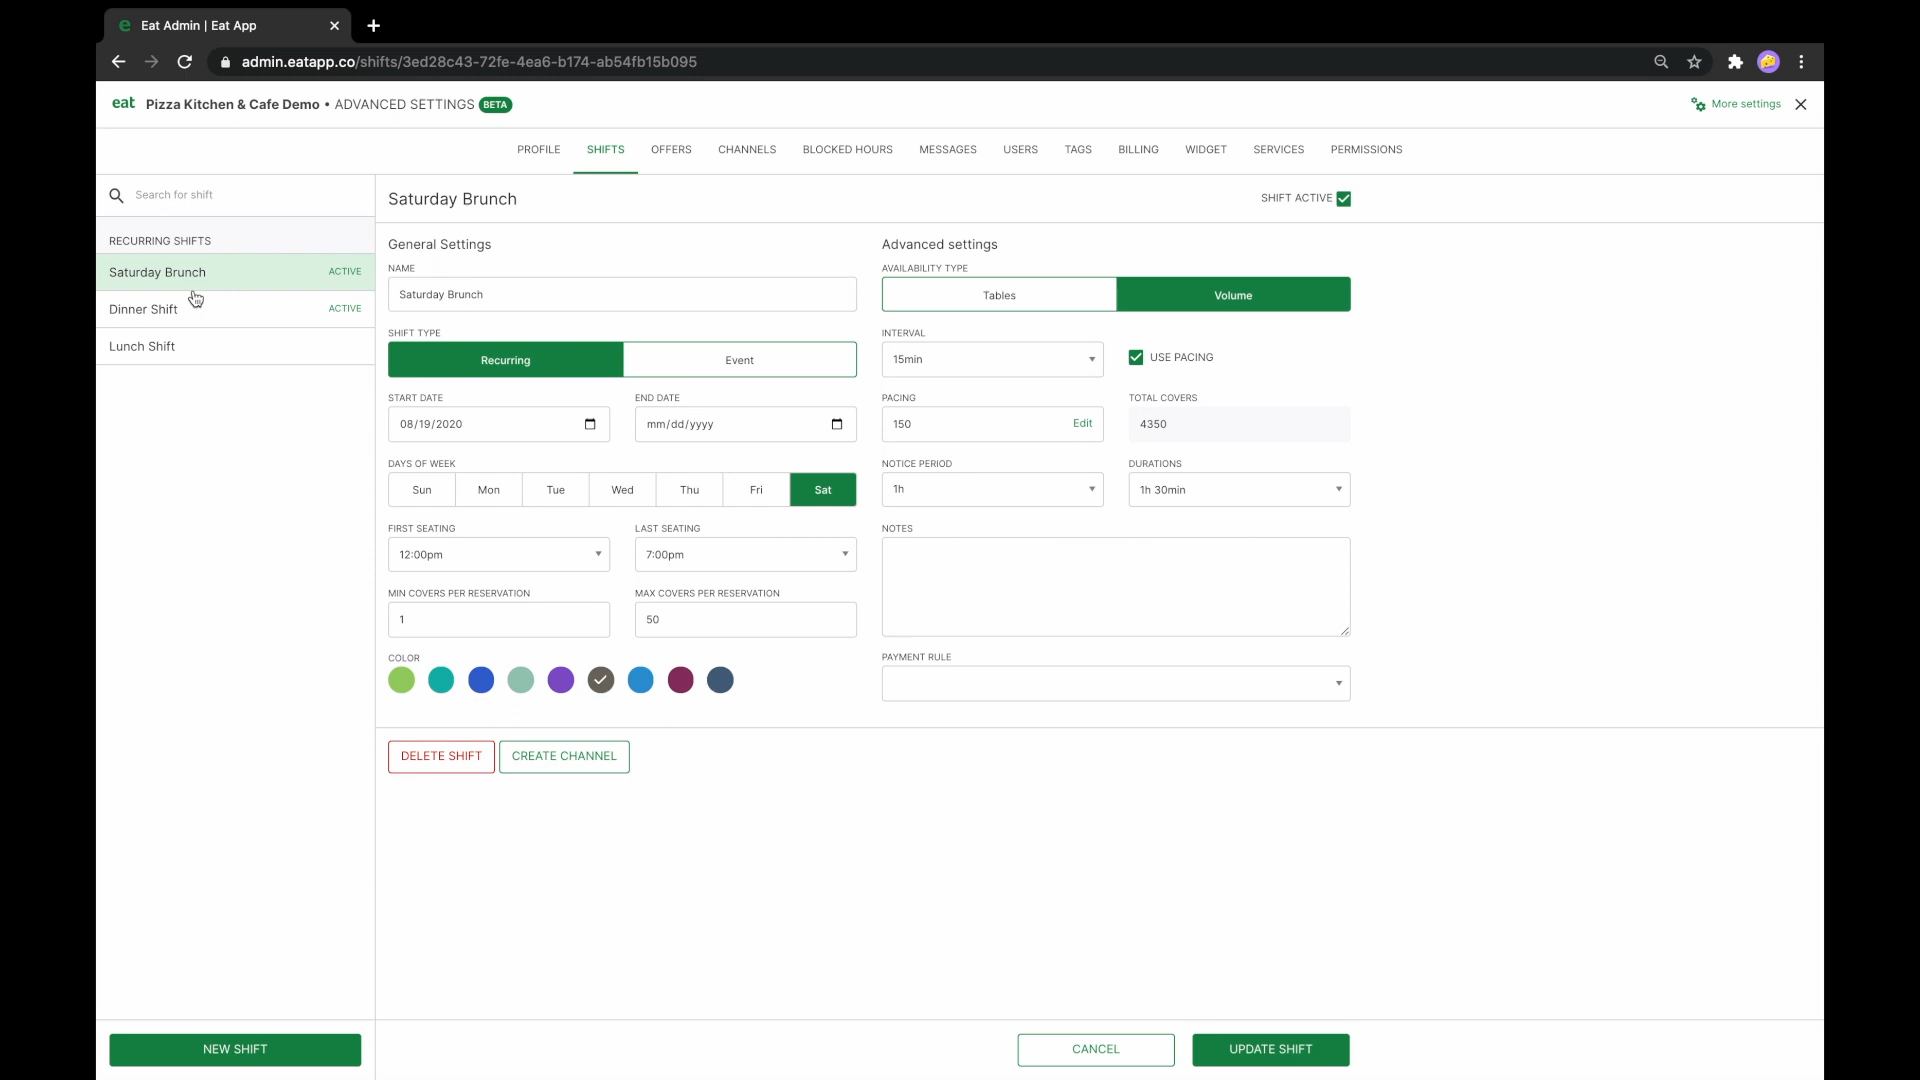 Eat Admin | Eat App
admin.eatapp.co/shifts/3ed28c43-72fe-4ea6-b174-ab54fb15b095
eat Pizza Kitchen & Cafe Demo • ADVANCED SETTINGS BETA
More settings
PROFILE SHIFTS OFFERS CHANNELS BLOCKED HOURS MESSAGES USERS TAGS BILLING WIDGET SERVICES PERMISSIONS
Search for shift
RECURRING SHIFTS
Saturday Brunch ACTIVE
Dinner Shift ACTIVE
Lunch Shift
NEW SHIFT
Saturday Brunch
SHIFT ACTIVE
General Settings
NAME
Saturday Brunch
SHIFT TYPE
Recurring Event
START DATE END DATE
08/19/2020 mm/dd/yyyy
DAYS OF WEEK
Sun Mon Tue Wed Thu Fri Sat
FIRST SEATING LAST SEATING
12:00pm 7:00pm
MIN COVERS PER RESERVATION MAX COVERS PER RESERVATION
1 50
COLOR
Advanced settings
AVAILABILITY TYPE
Tables Volume
INTERVAL
15min USE PACING
PACING TOTAL COVERS
150 Edit 4350
NOTICE PERIOD DURATIONS
1h 1h 30min
NOTES
PAYMENT RULE
DELETE SHIFT CREATE CHANNEL
CANCEL UPDATE SHIFT